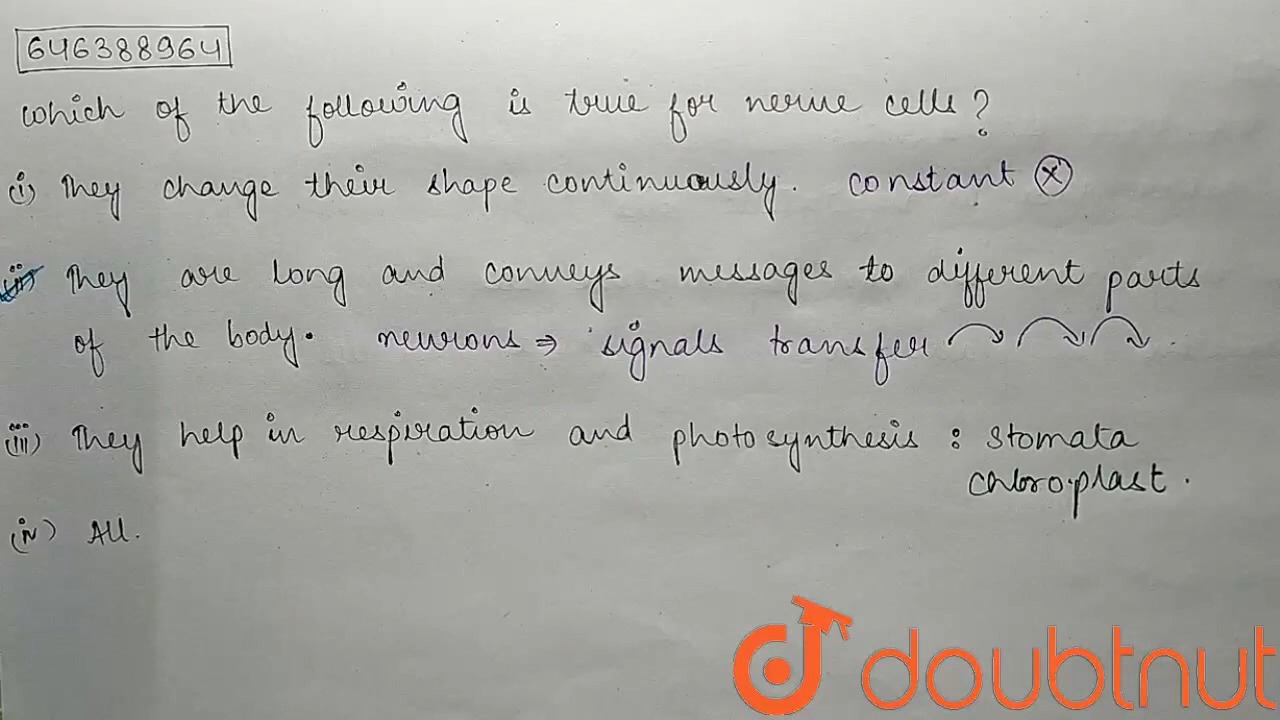 646388964
Which of the following is true for nerve cells?
(i) They change their shape continuously. constant (X)
(ii) They are long and conveys messages to different parts
of the body. neurons ⇒ signals transfer
(iii) They help in respiration and photosynthesis : stomata
chloroplast.
(iv) All.
doubtnut